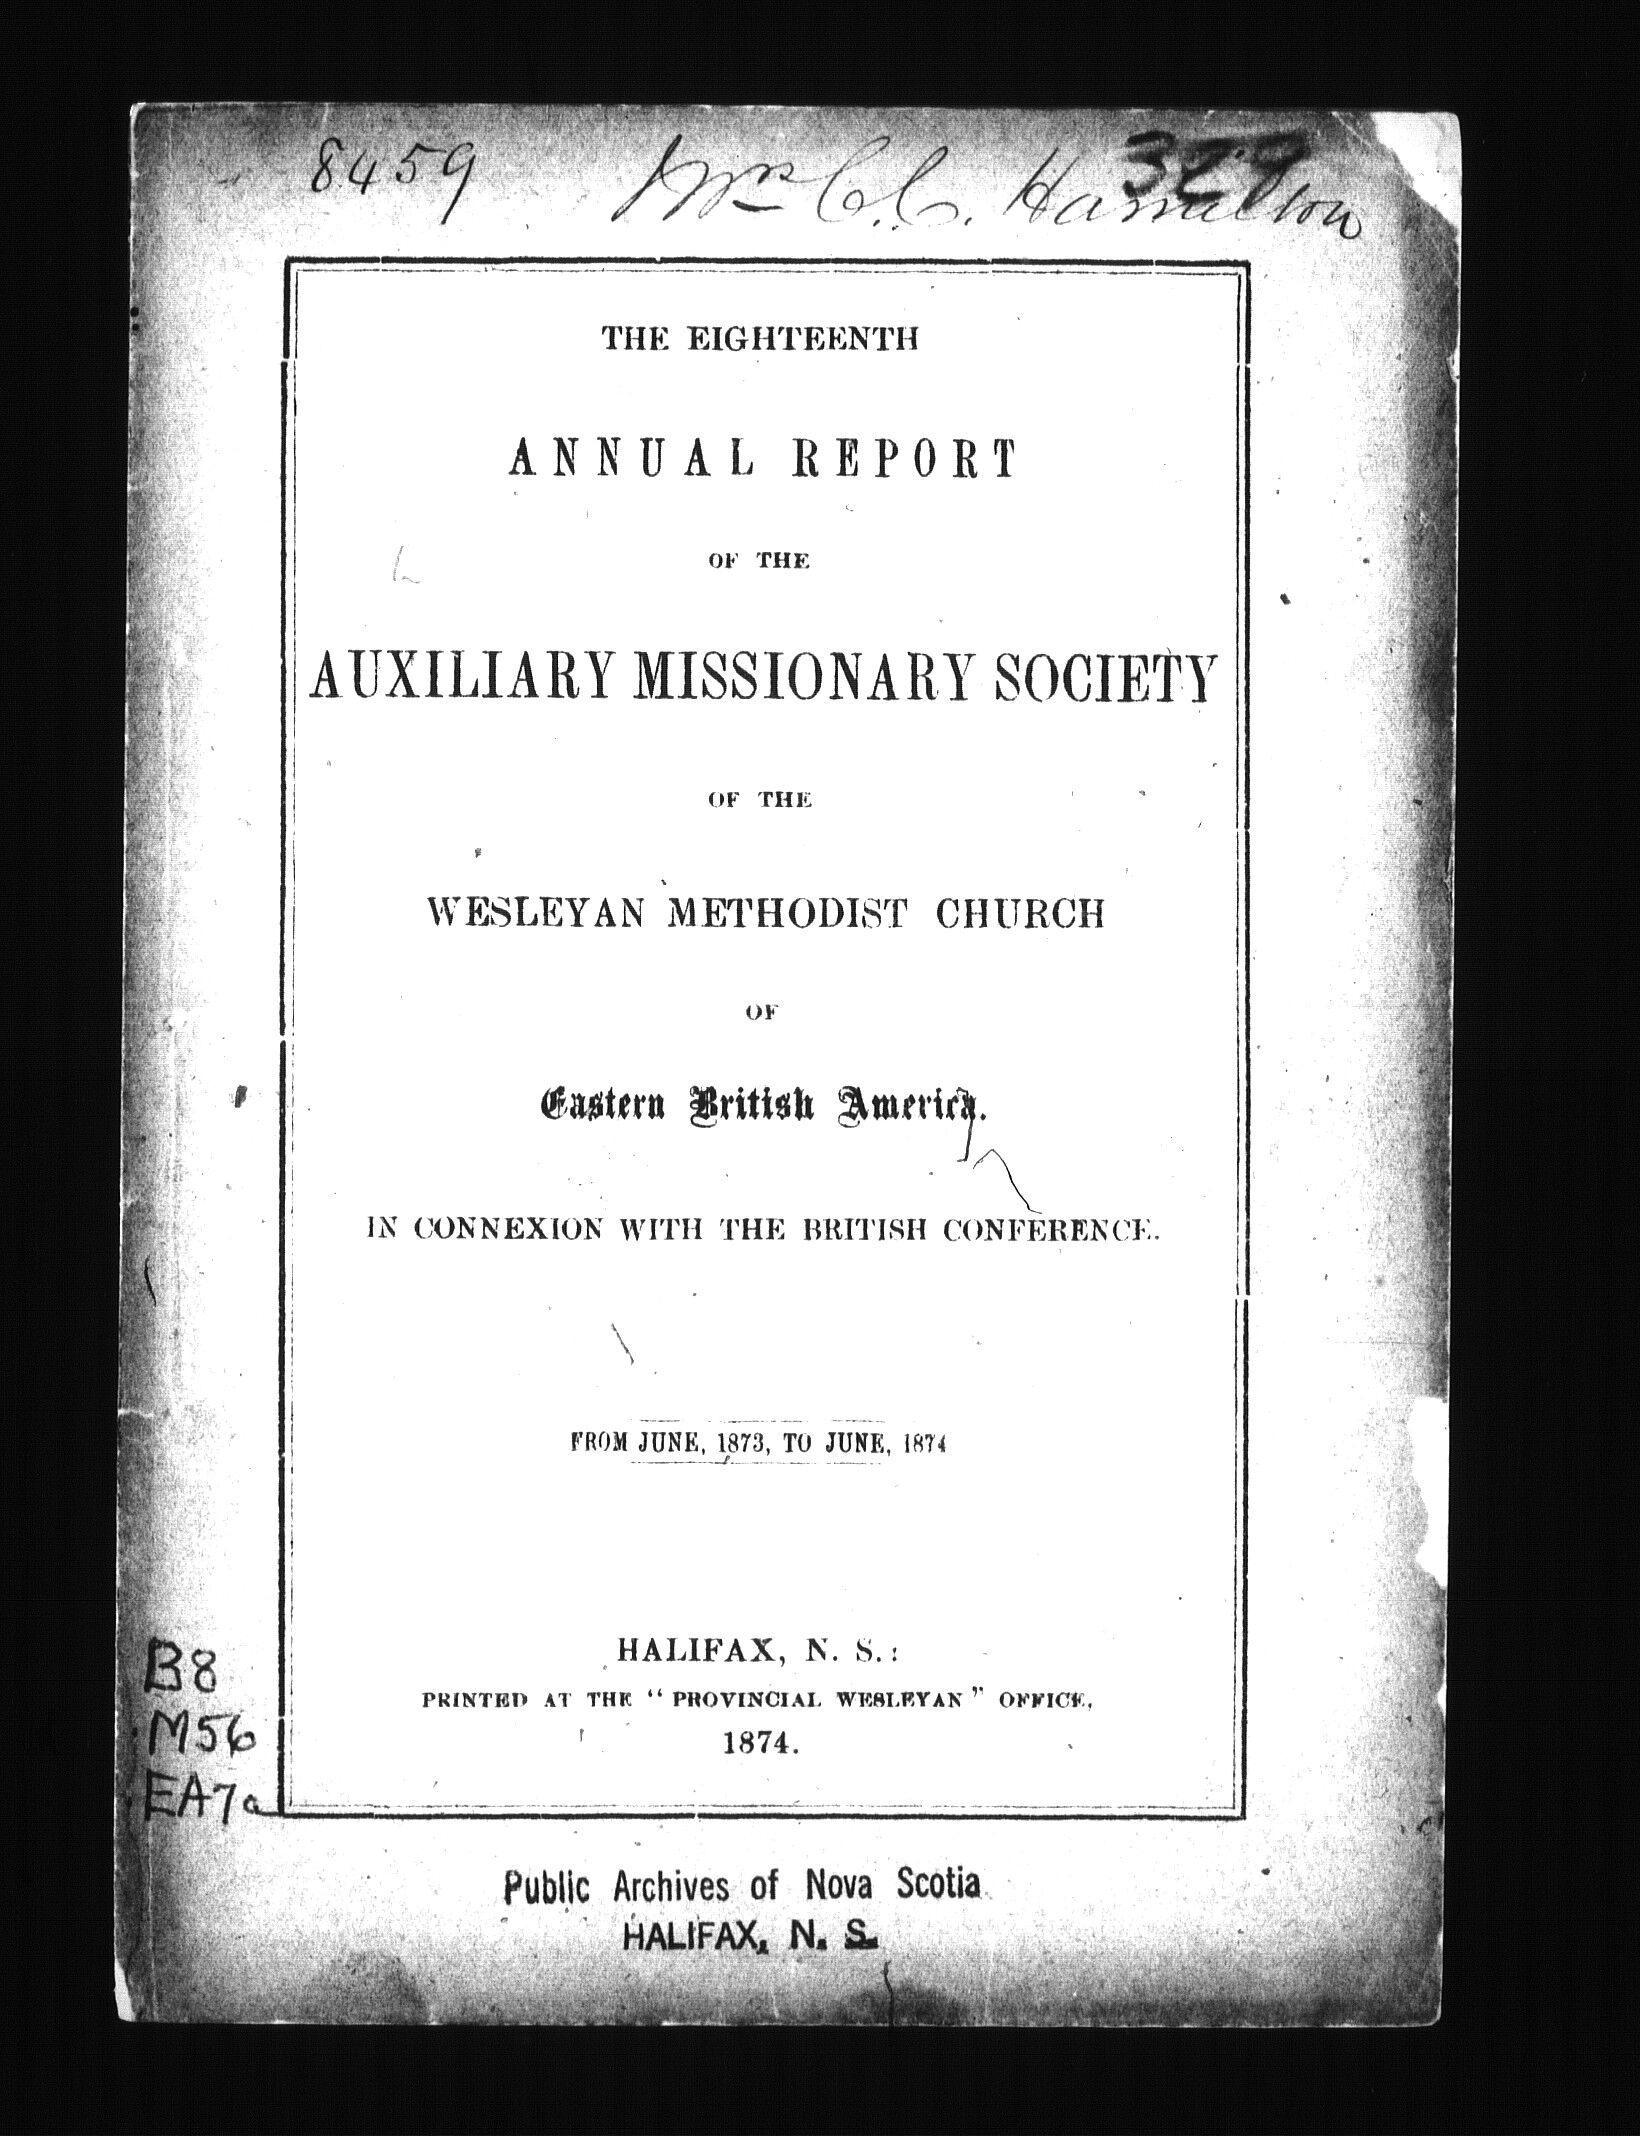 8459
Mrs C. C. Hamilton
THE EIGHTEENTH
ANNUAL REPORT
OF THE
AUXILIARY MISSIONARY SOCIETY
OF THE
WESLEYAN METHODIST CHURCH
OF
Eastern British America.
IN CONNEXION WITH THE BRITISH CONFERENCE.
FROM JUNE, 1873, TO JUNE, 1874
HALIFAX, N. S.:
PRINTED AT THE "PROVINCIAL WESLEYAN" OFFICE,
1874.
B8
M56
EA7a
Public Archives of Nova Scotia
HALIFAX, N. S.